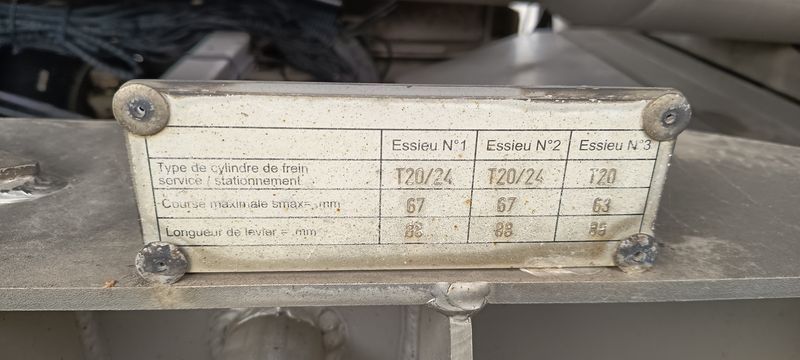 Essieu N°1 Essieu N°2 Essieu N°3
Type de cylindre de frein
service / stationnement T20/24 T20/24 T20
Course maximale smax= .mm 67 67 63
Longueur de levier = .mm 88 88